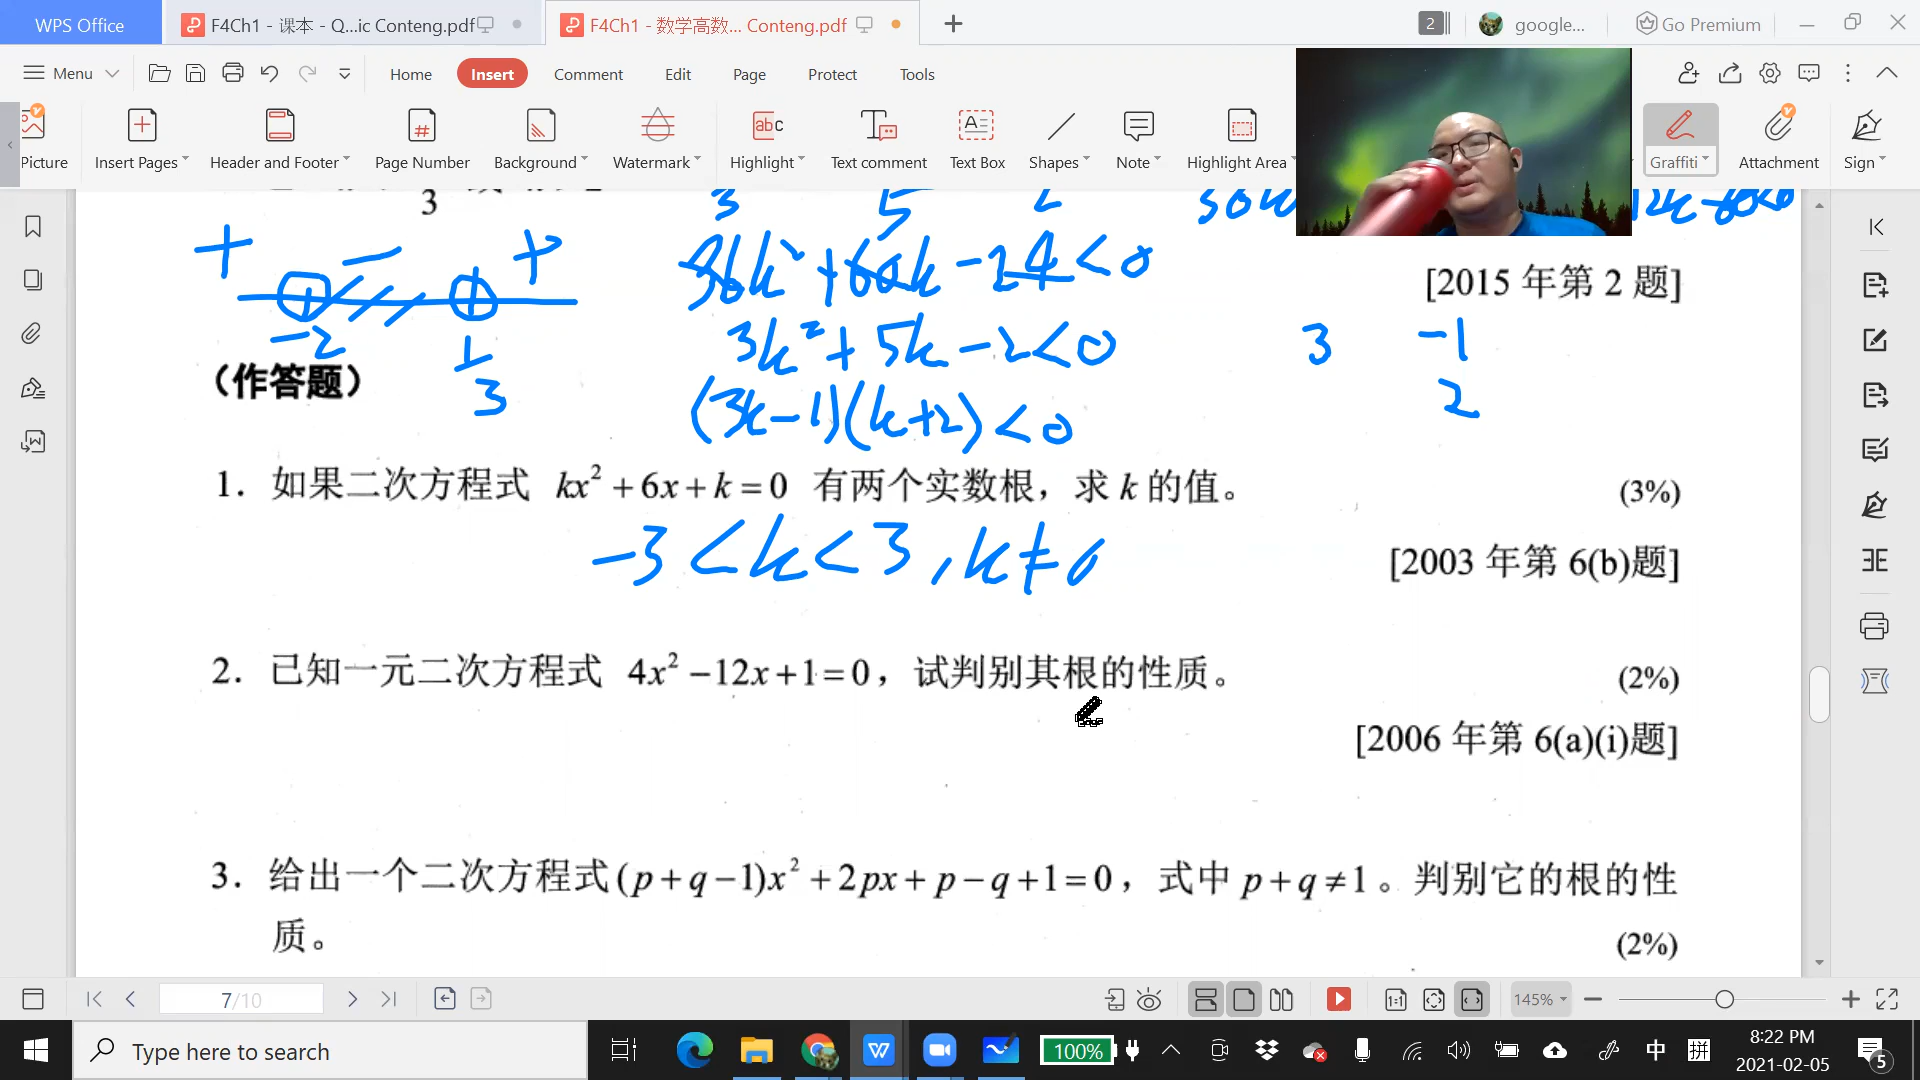 WPS Office
F4Ch1 - 课本 - Q...ic Conteng.pdf
F4Ch1 - 数学高数... Conteng.pdf
2
google...
Go Premium
Menu
Home
Insert
Comment
Edit
Page
Protect
Tools
Picture
Insert Pages
Header and Footer
Page Number
Background
Watermark
Highlight
Text comment
Text Box
Shapes
Note
Highlight Area
Graffiti
Attachment
Sign
3
3 5 2
+ − +
36k² + 60k − 24 < 0
[2015 年第 2 题]
-2 1/3
3k² + 5k − 2 < 0
3 -1
2
(作答题)
(3k − 1)(k + 2) < 0
1. 如果二次方程式 kx² + 6x + k = 0 有两个实数根，求 k 的值。 (3%)
−3 < k < 3, k ≠ 0
[2003 年第 6(b)题]
2. 已知一元二次方程式 4x² − 12x + 1 = 0，试判别其根的性质。 (2%)
[2006 年第 6(a)(i)题]
3. 给出一个二次方程式(p + q − 1)x² + 2px + p − q + 1 = 0，式中 p + q ≠ 1。判别它的根的性
质。 (2%)
7/10
145%
Type here to search
100%
中
拼
8:22 PM
2021-02-05
5